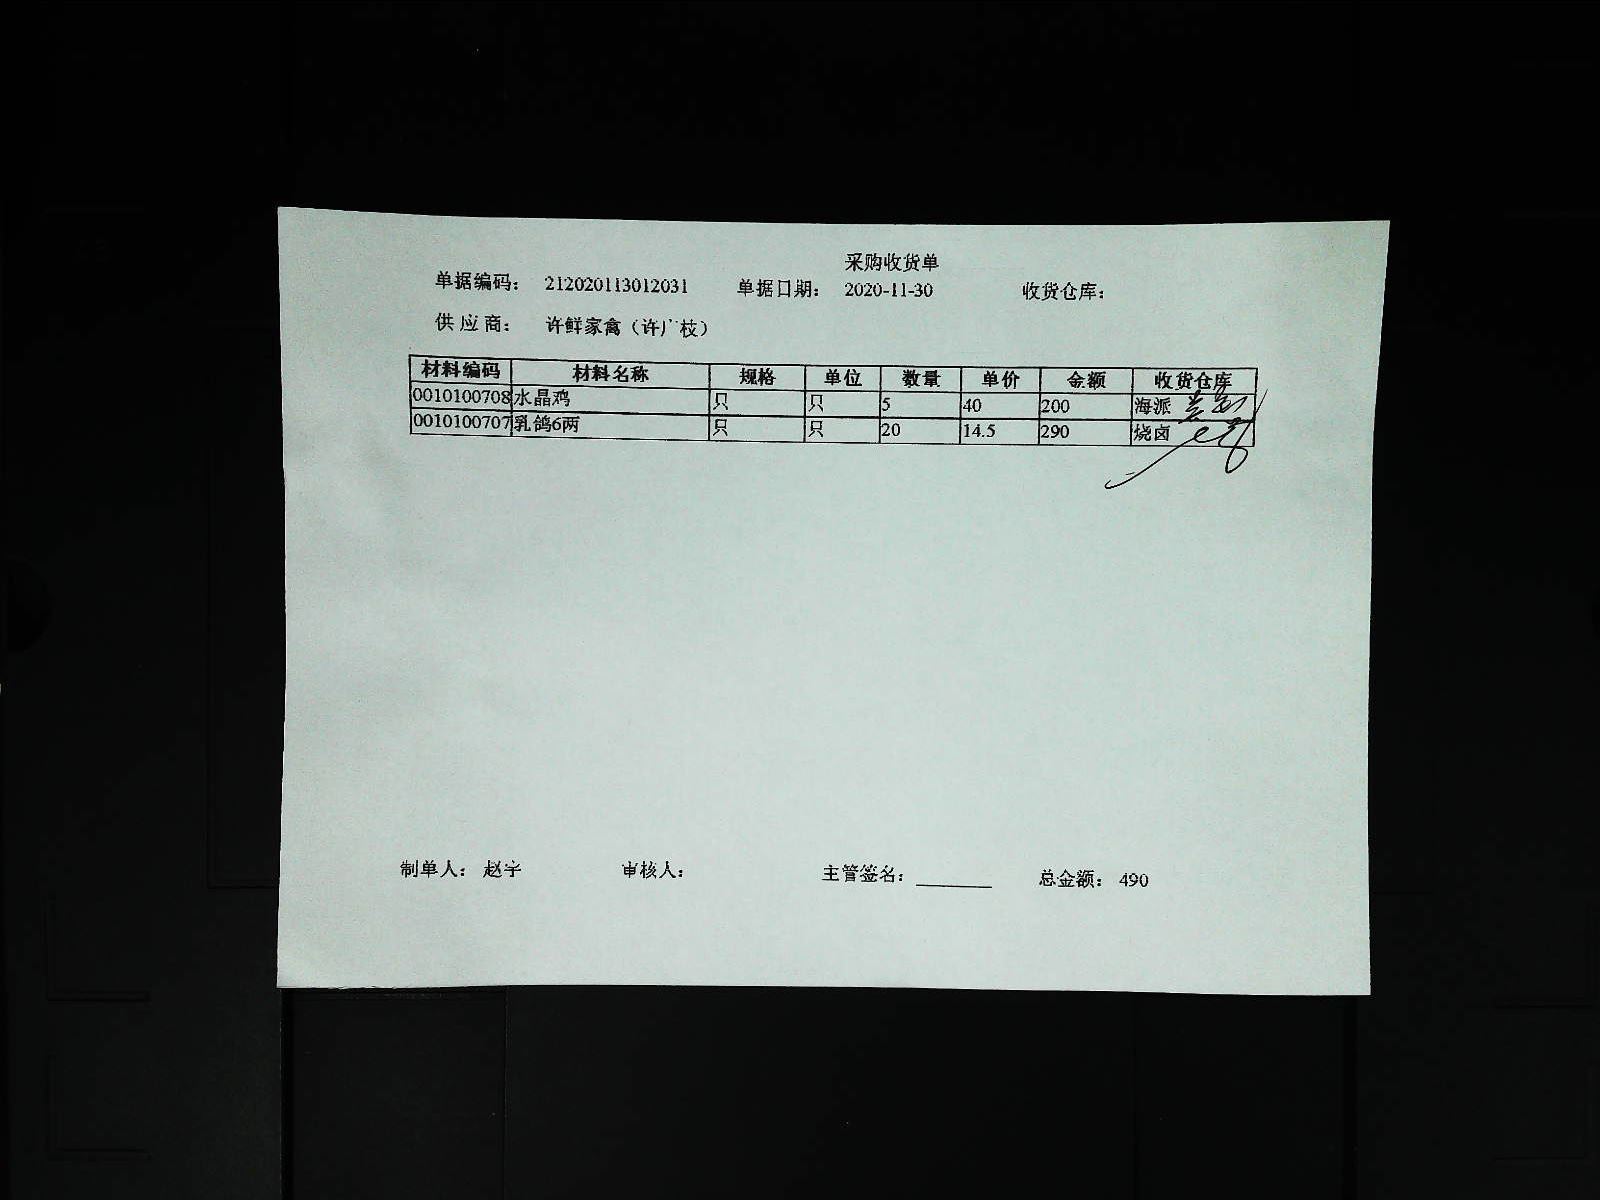 采购收货单
单据编码： 212020113012031 单据日期： 2020-11-30 收货仓库：
供 应 商： 许鲜家禽（许广枝）
材料编码 材料名称 规格 单位 数量 单价 金额 收货仓库
0010100708 水晶鸡 只 只 5 40 200 海派
0010100707 乳鸽6两 只 只 20 14.5 290 烧卤
制单人： 赵宇 审核人： 主管签名： 总金额： 490